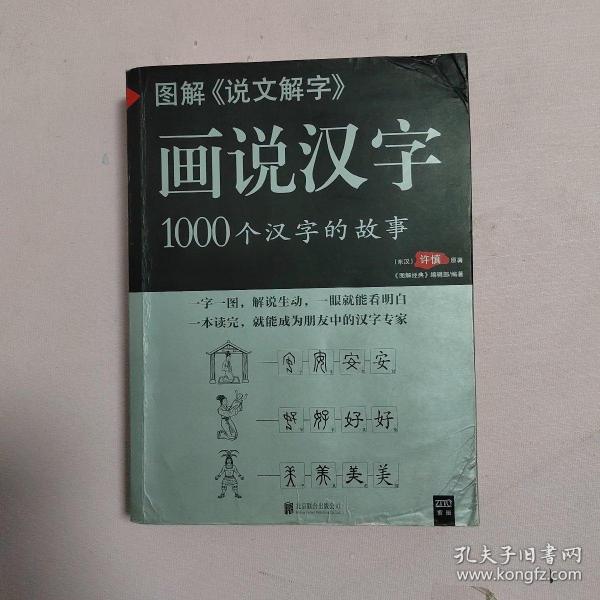 图解《说文解字》
画说汉字
1000个汉字的故事
（东汉）许慎 原著
《图解经典》编辑部/编著
一字一图，解说生动，一眼就能看明白
一本读完，就能成为朋友中的汉字专家
安 安
好 好
美 美
北京联合出版公司
ZITO
紫图
孔夫子旧书网
www.kongfz.com